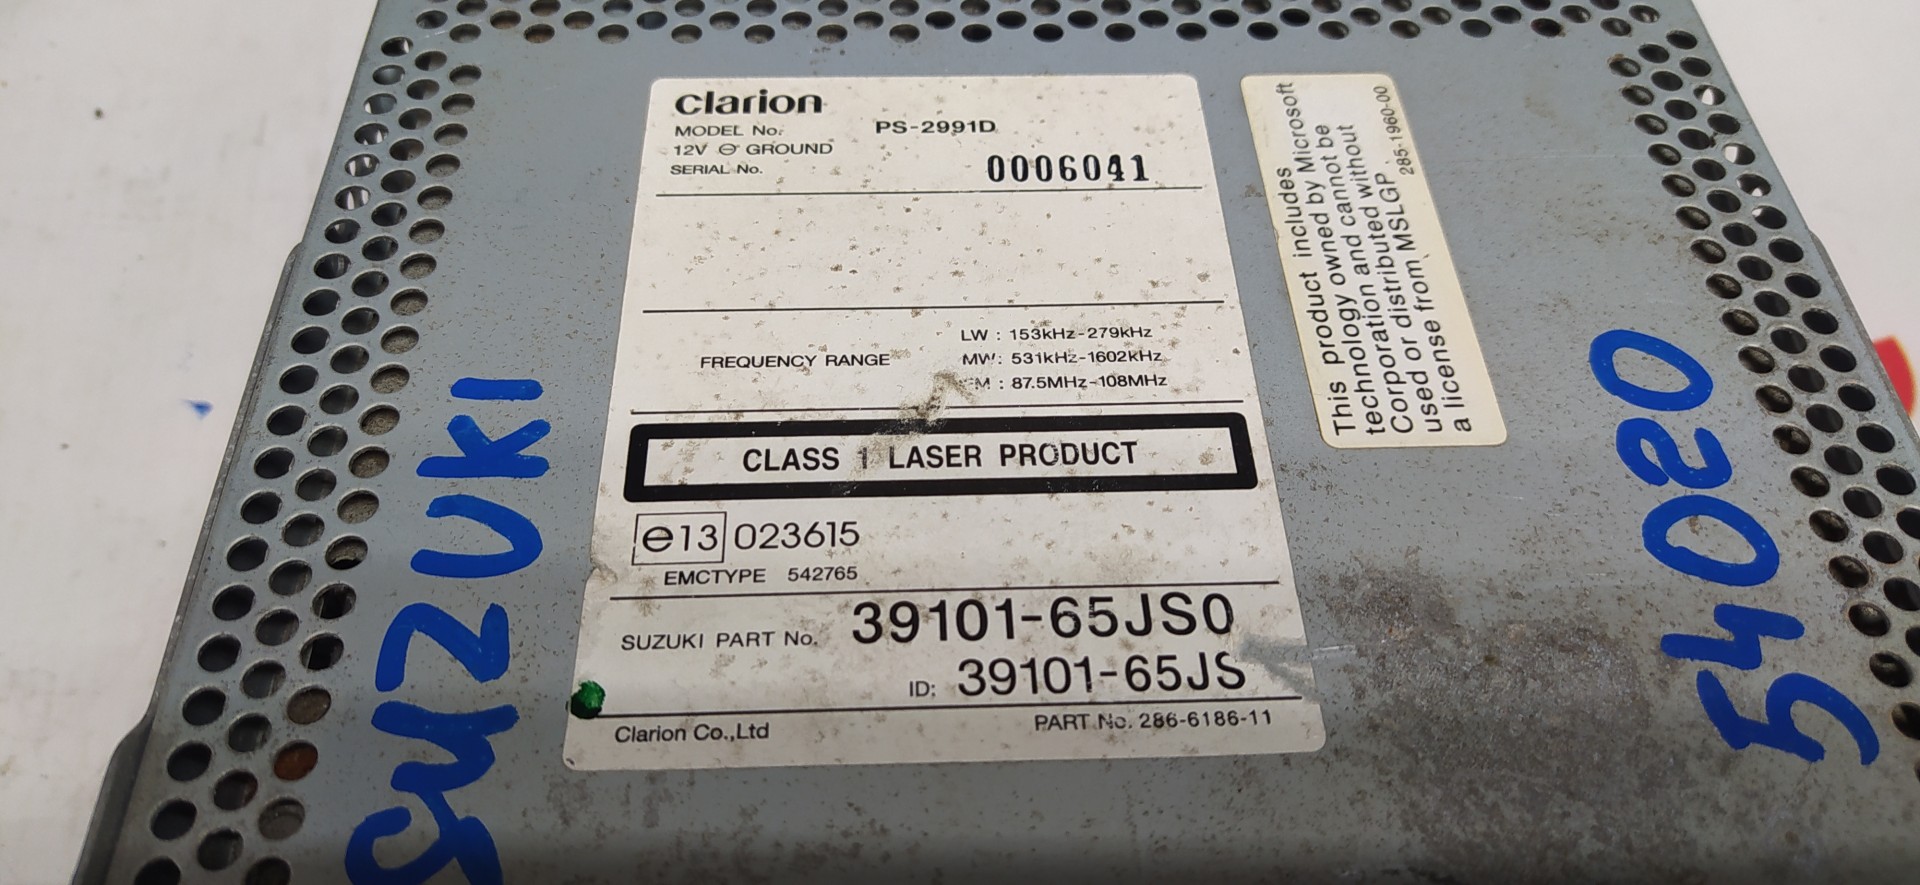 clarion
MODEL No. PS-2991D
12V ⊖ GROUND
SERIAL No. 0006041
FREQUENCY RANGE
LW : 153kHz-279kHz
MW : 531kHz-1602kHz
FM : 87.5MHz-108MHz
CLASS 1 LASER PRODUCT
e13 023615
EMCTYPE 542765
SUZUKI PART No. 39101-65JS0
ID: 39101-65JS
Clarion Co.,Ltd PART No. 286-6186-11
This product includes
technology owned by Microsoft
Corporation and cannot be
used or distributed without
a license from MSLGP.
285-1960-00
SUZUKI
54020